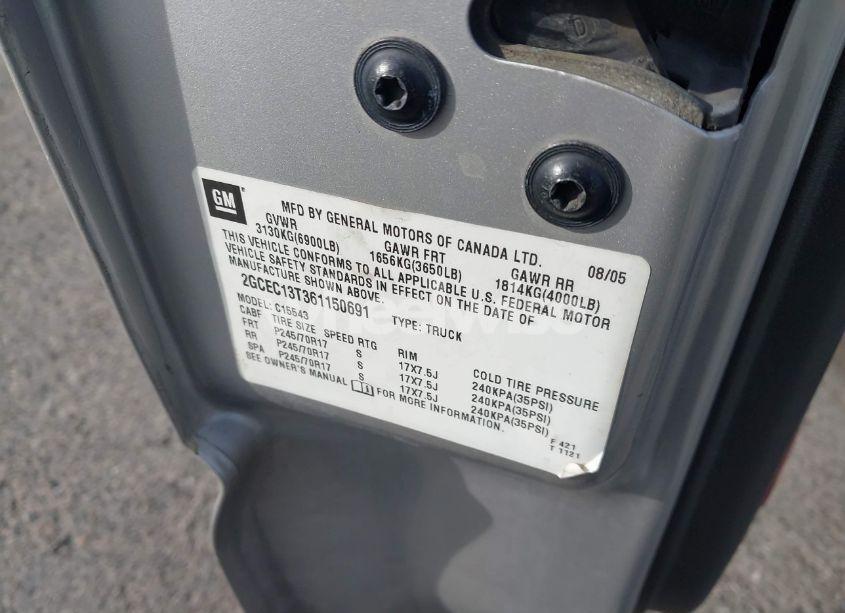 GM
MFD BY GENERAL MOTORS OF CANADA LTD. 08/05
GVWR GAWR FRT GAWR RR
3130KG(6900LB) 1656KG(3650LB) 1814KG(4000LB)
THIS VEHICLE CONFORMS TO ALL APPLICABLE U.S. FEDERAL MOTOR
VEHICLE SAFETY STANDARDS IN EFFECT ON THE DATE OF
MANUFACTURE SHOWN ABOVE.
2GCEC13T361150691 TYPE: TRUCK
MODEL: C15543
CABF TIRE SIZE SPEED RTG RIM COLD TIRE PRESSURE
FRT P245/70R17 S 17X7.5J 240KPA(35PSI)
RR P245/70R17 S 17X7.5J 240KPA(35PSI)
SPA P245/70R17 S 17X7.5J 240KPA(35PSI)
SEE OWNER'S MANUAL FOR MORE INFORMATION.
F 421
T 1121